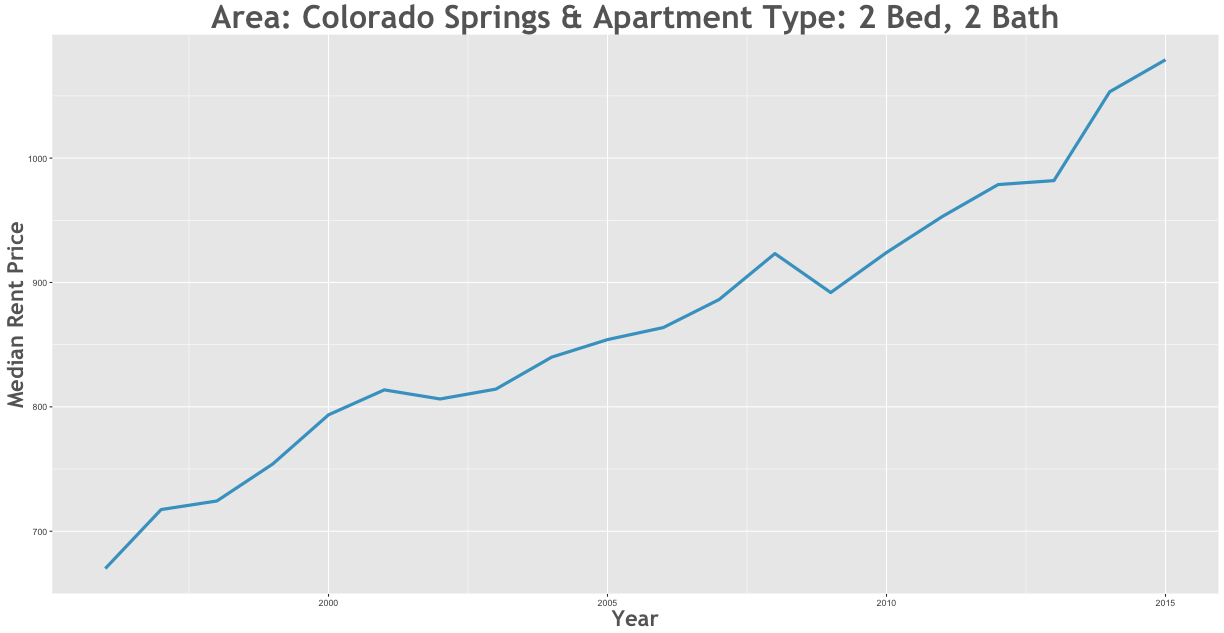 Area: Colorado Springs & Apartment Type: 2 Bed, 2 Bath
Median Rent Price
1000
900
800
700
2000 2005 2010 2015
Year